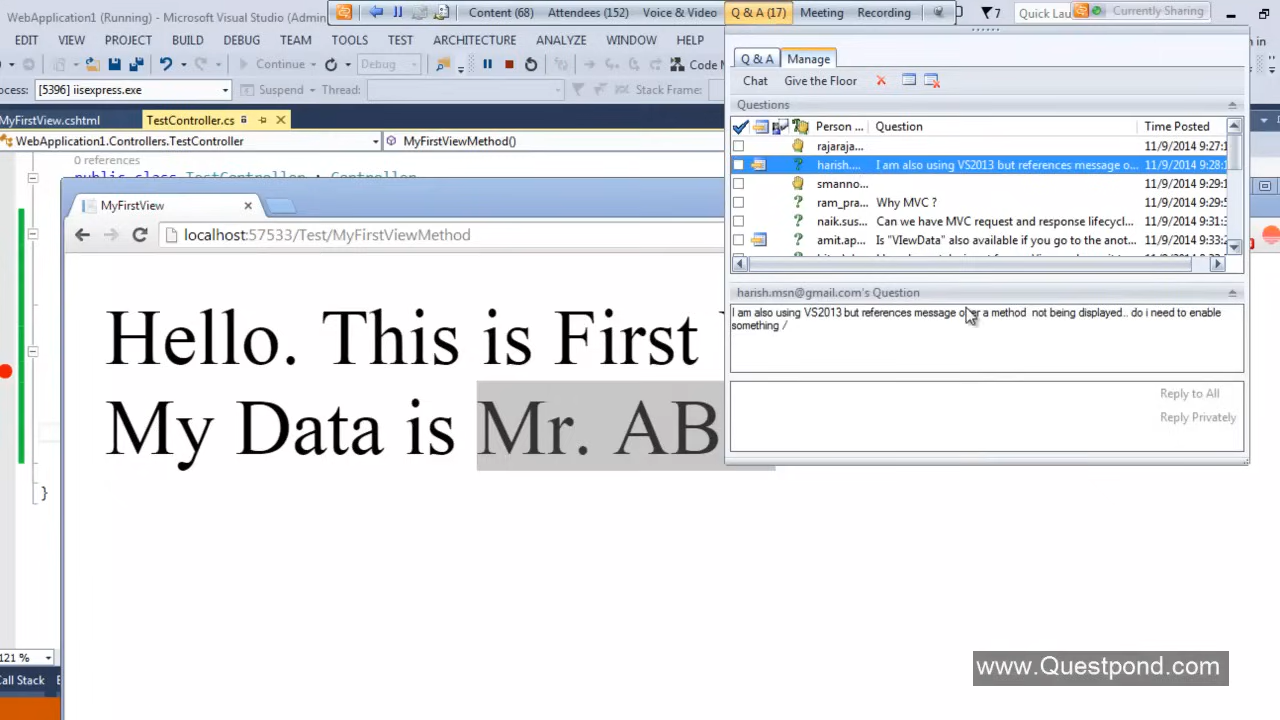 WebApplication1 (Running) - Microsoft Visual Studio (Admin
Content (68) Attendees (152) Voice & Video Q & A (17) Meeting Recording
7 Quick Lau Currently Sharing
EDIT VIEW PROJECT BUILD DEBUG TEAM TOOLS TEST ARCHITECTURE ANALYZE WINDOW HELP
n in
Continue Debug Code M
ocess: [5396] iisexpress.exe Suspend Thread: Stack Frame:
MyFirstView.cshtml TestController.cs
WebApplication1.Controllers.TestController MyFirstViewMethod()
0 references
public class TestController : Controller
MyFirstView
localhost:57533/Test/MyFirstViewMethod
Hello. This is First
My Data is Mr. AB
}
121 %
Call Stack
Q & A Manage
Chat Give the Floor
Questions
Person ... Question Time Posted
rajaraja... 11/9/2014 9:27:1
harish.... I am also using VS2013 but references message o... 11/9/2014 9:28:1
smanno... 11/9/2014 9:29:1
ram_pra... Why MVC ? 11/9/2014 9:29:5
naik.sus... Can we have MVC request and response lifecycl... 11/9/2014 9:31:3
amit.ap... Is "VIewData" also available if you go to the anot... 11/9/2014 9:33:2
harish.msn@gmail.com's Question
I am also using VS2013 but references message over a method not being displayed.. do i need to enable
something /
Reply to All
Reply Privately
www.Questpond.com